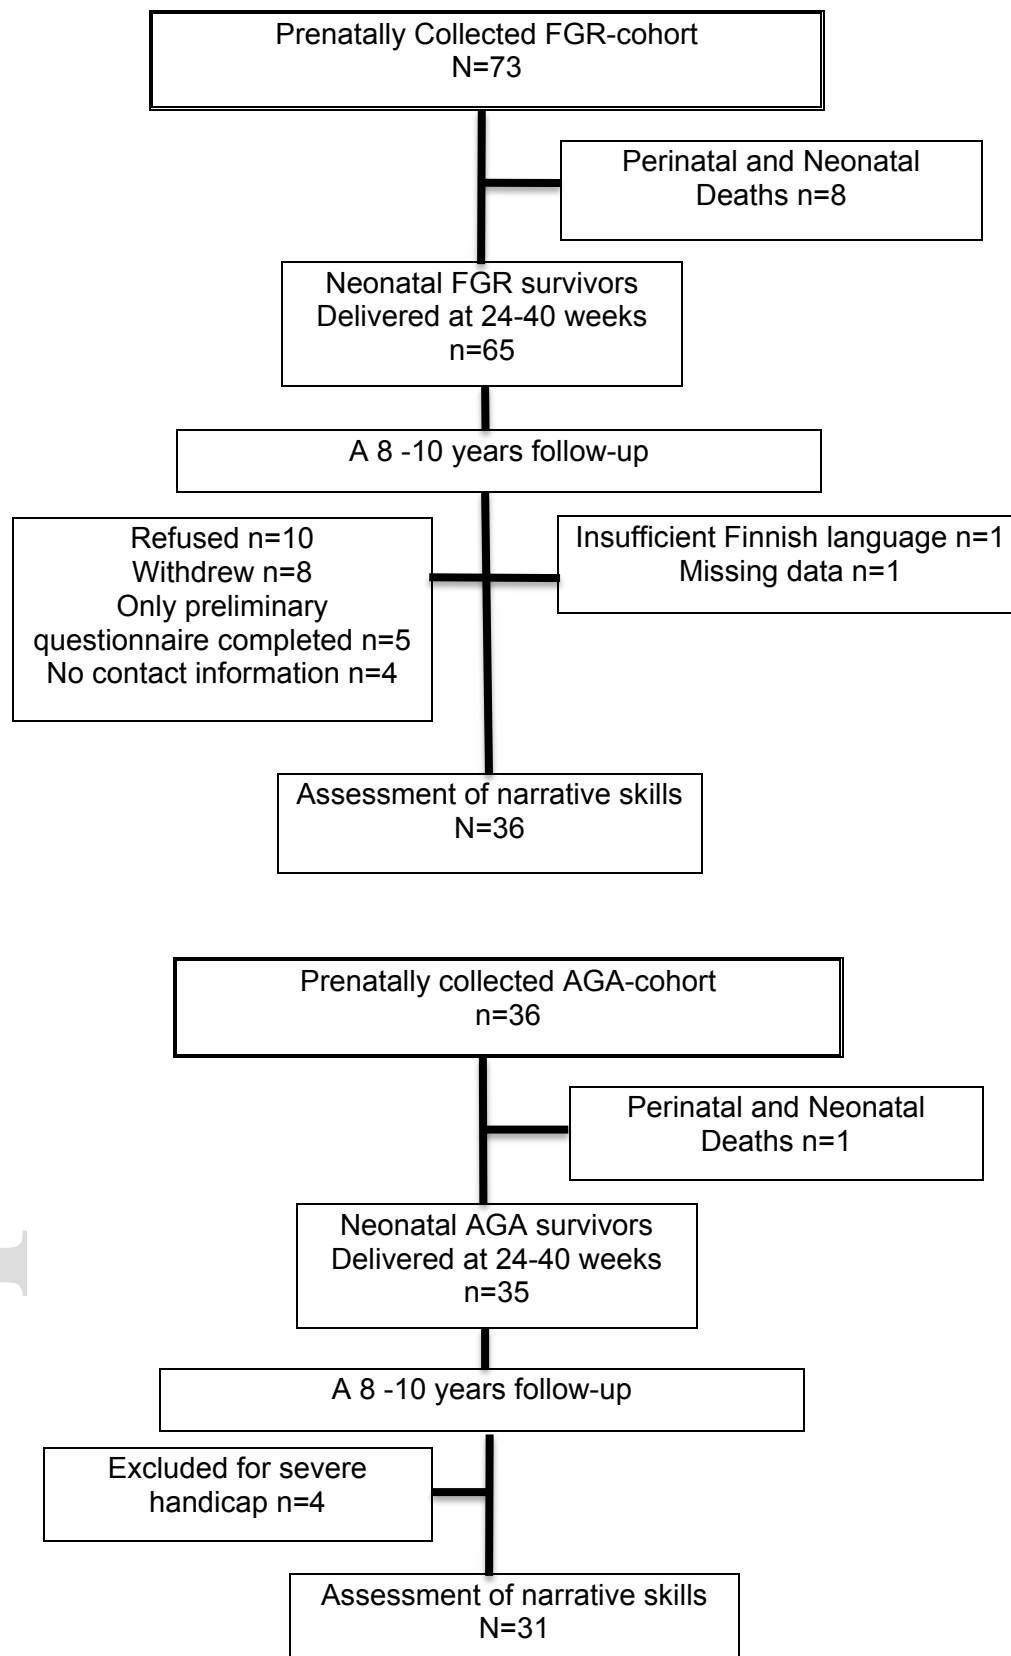 Prenatally Collected FGR-cohort
N=73
Perinatal and Neonatal
Deaths n=8
Neonatal FGR survivors
Delivered at 24-40 weeks
n=65
A 8 -10 years follow-up
Refused n=10
Withdrew n=8
Only preliminary
questionnaire completed n=5
No contact information n=4
Insufficient Finnish language n=1
Missing data n=1
Assessment of narrative skills
N=36
Prenatally collected AGA-cohort
n=36
Perinatal and Neonatal
Deaths n=1
Neonatal AGA survivors
Delivered at 24-40 weeks
n=35
A 8 -10 years follow-up
Excluded for severe
handicap n=4
Assessment of narrative skills
N=31